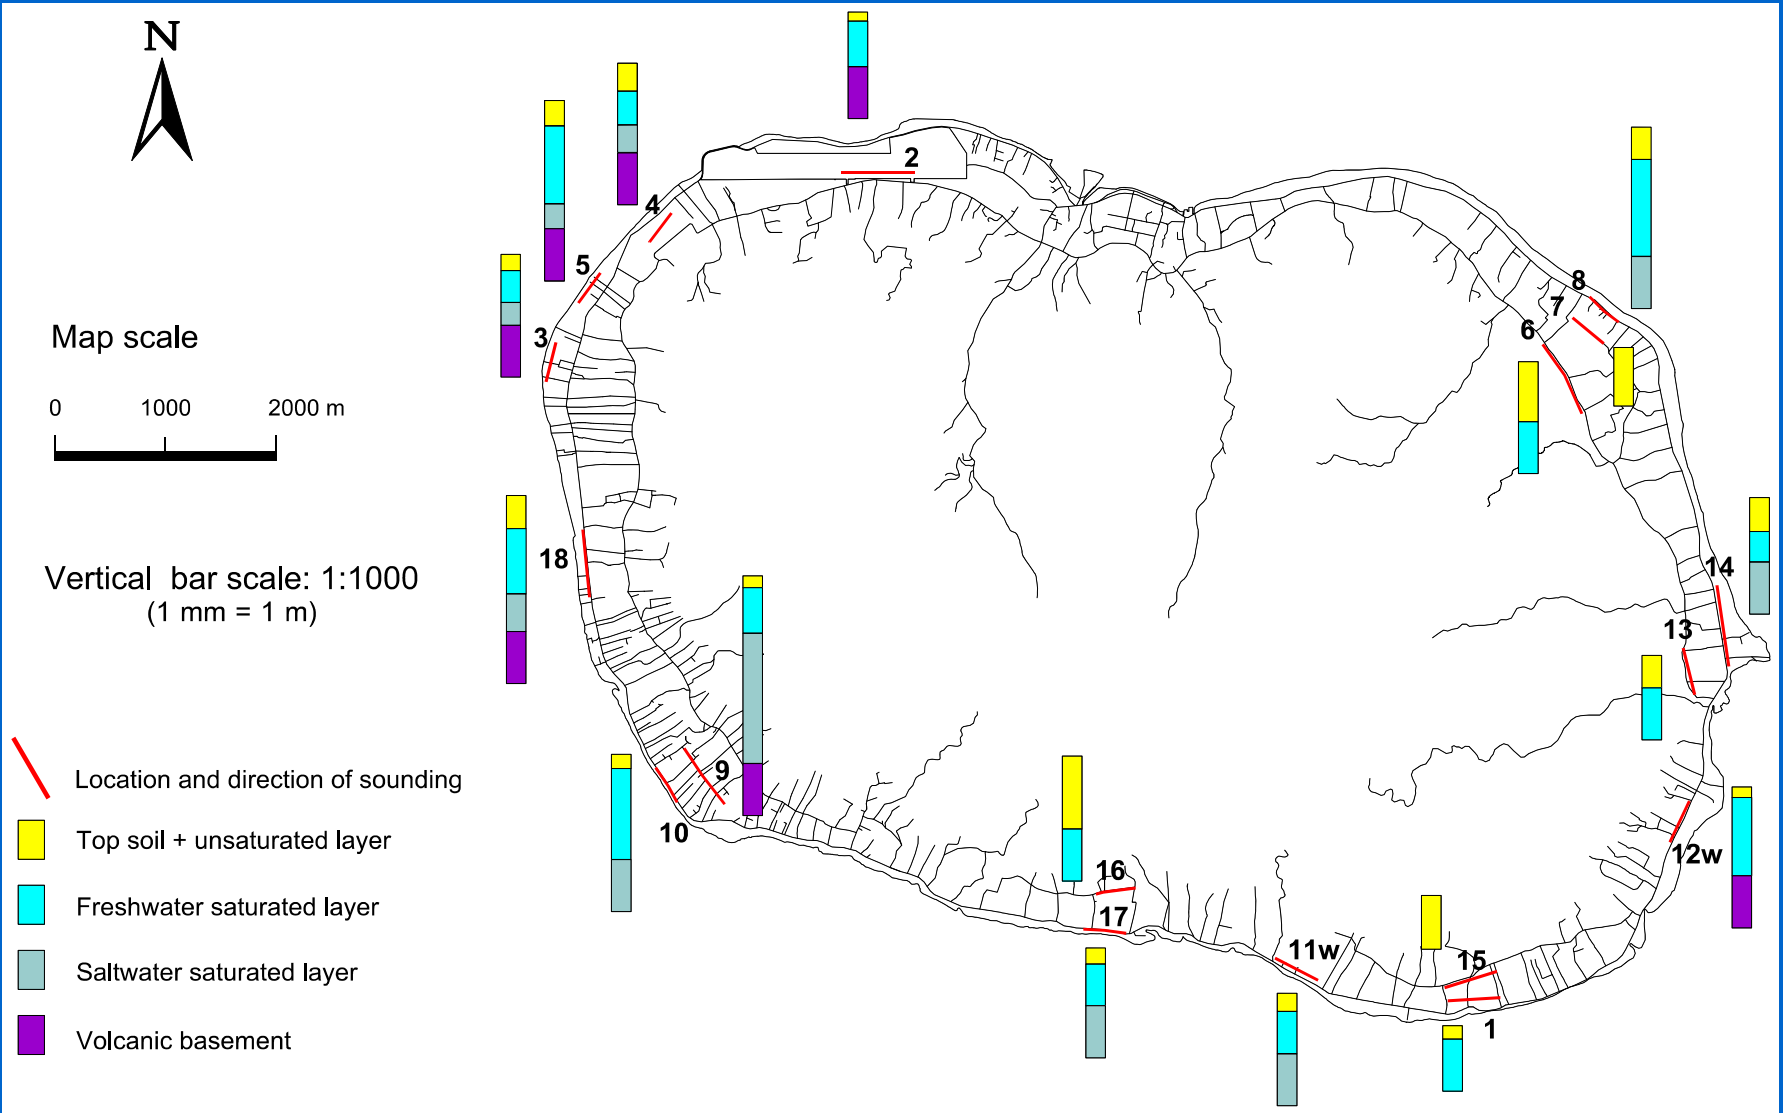 N
2
4
5
3
8
7
6
Map scale
0 1000 2000 m
18
Vertical bar scale: 1:1000
(1 mm = 1 m)
14
13
9
10
Location and direction of sounding
Top soil + unsaturated layer
Freshwater saturated layer
Saltwater saturated layer
Volcanic basement
12w
16
17
11w
15
1